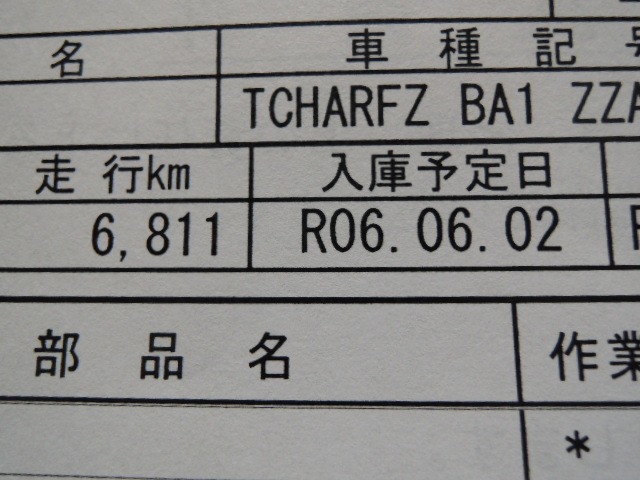 名 車種記号
TCHARFZ BA1 ZZA
走行km 入庫予定日
6,811 R06.06.02
部品名 作業
*